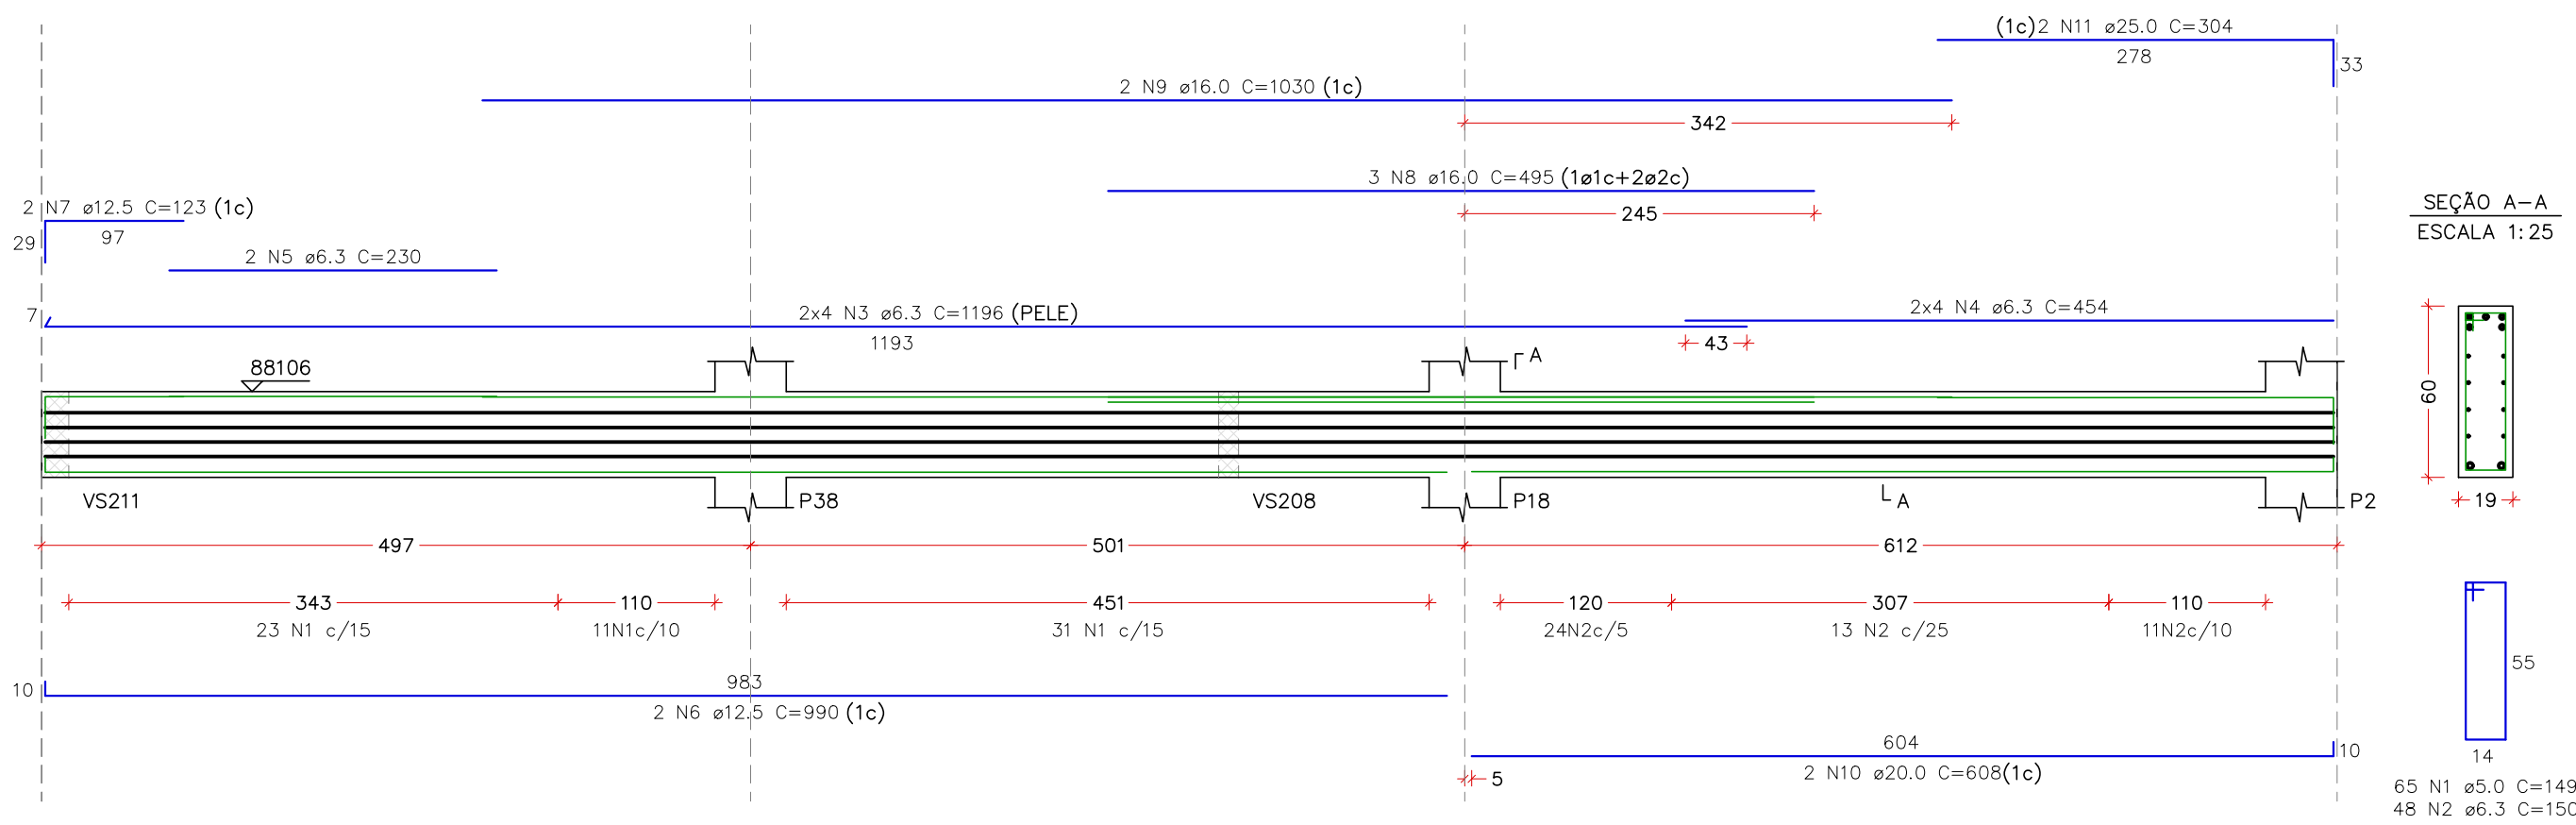 (1c)2 N11 ø25.0 C=304
278
33
2 N9 ø16.0 C=1030 (1c)
342
3 N8 ø16.0 C=495 (1ø1c+2ø2c)
245
2 N7 ø12.5 C=123 (1c)
97
29
2 N5 ø6.3 C=230
7
2x4 N3 ø6.3 C=1196 (PELE)
1193
2x4 N4 ø6.3 C=454
43
88106
A
VS211
P38
VS208
P18
A
P2
497
501
612
343
110
451
120
307
110
23 N1 c/15
11N1c/10
31 N1 c/15
24N2c/5
13 N2 c/25
11N2c/10
10
983
2 N6 ø12.5 C=990 (1c)
604
10
2 N10 ø20.0 C=608(1c)
5
SEÇÃO A-A
ESCALA 1:25
60
19
55
14
65 N1 ø5.0 C=149
48 N2 ø6.3 C=150